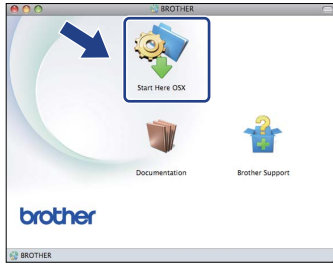 BROTHER
Start Here OSX
Documentation
Brother Support
brother
BROTHER